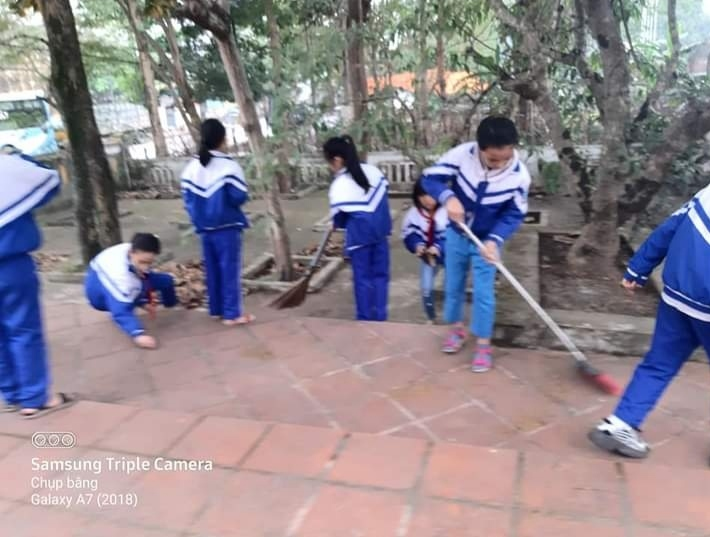 Samsung Triple Camera
Chụp bằng
Galaxy A7 (2018)